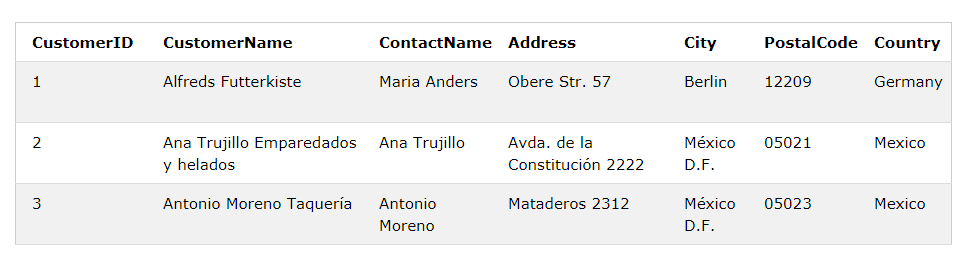 CustomerID CustomerName ContactName Address City PostalCode Country
1 Alfreds Futterkiste Maria Anders Obere Str. 57 Berlin 12209 Germany
2 Ana Trujillo Emparedados Ana Trujillo Avda. de la México 05021 Mexico
y helados Constitución 2222 D.F.
3 Antonio Moreno Taquería Antonio Mataderos 2312 México 05023 Mexico
Moreno D.F.